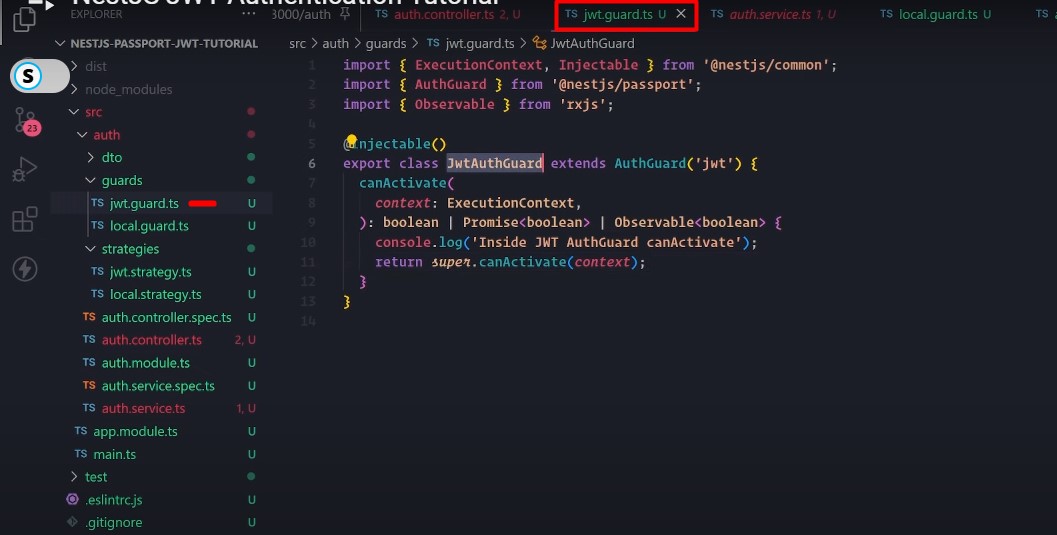 NestJS JWT Authentication Tutorial
EXPLORER ···
3000/auth
TS auth.controller.ts 2, U
TS jwt.guard.ts U ×
TS auth.service.ts 1, U
TS local.guard.ts U
TS
NESTJS-PASSPORT-JWT-TUTORIAL
src > auth > guards > TS jwt.guard.ts > JwtAuthGuard
S
23
dist
node_modules
src
auth
dto
guards
TS jwt.guard.ts U
TS local.guard.ts U
strategies
TS jwt.strategy.ts U
TS local.strategy.ts U
TS auth.controller.spec.ts U
TS auth.controller.ts 2, U
TS auth.module.ts U
TS auth.service.spec.ts U
TS auth.service.ts 1, U
TS app.module.ts U
TS main.ts U
test
.eslintrc.js U
.gitignore U
1 import { ExecutionContext, Injectable } from '@nestjs/common';
2 import { AuthGuard } from '@nestjs/passport';
3 import { Observable } from 'rxjs';
4
5 @Injectable()
6 export class JwtAuthGuard extends AuthGuard('jwt') {
7 canActivate(
8 context: ExecutionContext,
9 ): boolean | Promise<boolean> | Observable<boolean> {
10 console.log('Inside JWT AuthGuard canActivate');
11 return super.canActivate(context);
12 }
13 }
14